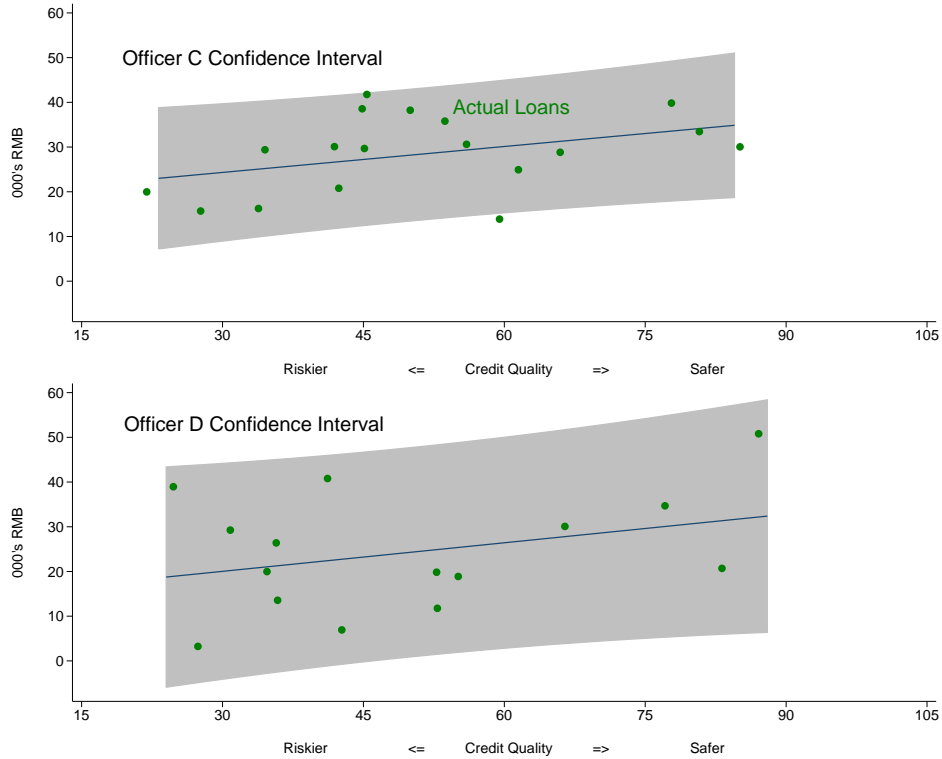 60
Officer C Confidence Interval
50
40
Actual Loans
30
20
10
0
000's RMB
15 30 45 60 75 90 105
Riskier <= Credit Quality => Safer
60
Officer D Confidence Interval
50
40
30
20
10
0
000's RMB
15 30 45 60 75 90 105
Riskier <= Credit Quality => Safer